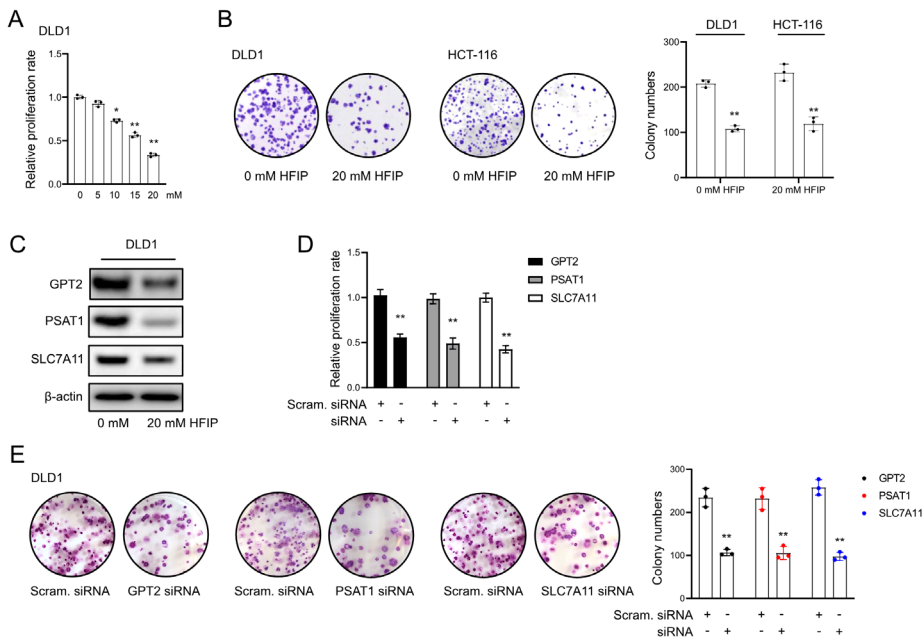 A
DLD1
Relative proliferation rate
1.5
1.0
0.5
0.0
*
**
**
0 5 10 15 20 mM
B
DLD1
HCT-116
0 mM HFIP
20 mM HFIP
0 mM HFIP
20 mM HFIP
DLD1
HCT-116
Colony numbers
300
200
100
0
**
**
0 mM HFIP
20 mM HFIP
C
DLD1
GPT2
PSAT1
SLC7A11
β-actin
0 mM
20 mM HFIP
D
Relative proliferation rate
1.5
1.0
0.5
0.0
**
**
**
GPT2
PSAT1
SLC7A11
Scram. siRNA + - + - + -
siRNA - + - + - +
E
DLD1
Scram. siRNA
GPT2 siRNA
Scram. siRNA
PSAT1 siRNA
Scram. siRNA
SLC7A11 siRNA
Colony numbers
300
200
100
0
**
**
**
GPT2
PSAT1
SLC7A11
Scram. siRNA + - + - + -
siRNA - + - + - +